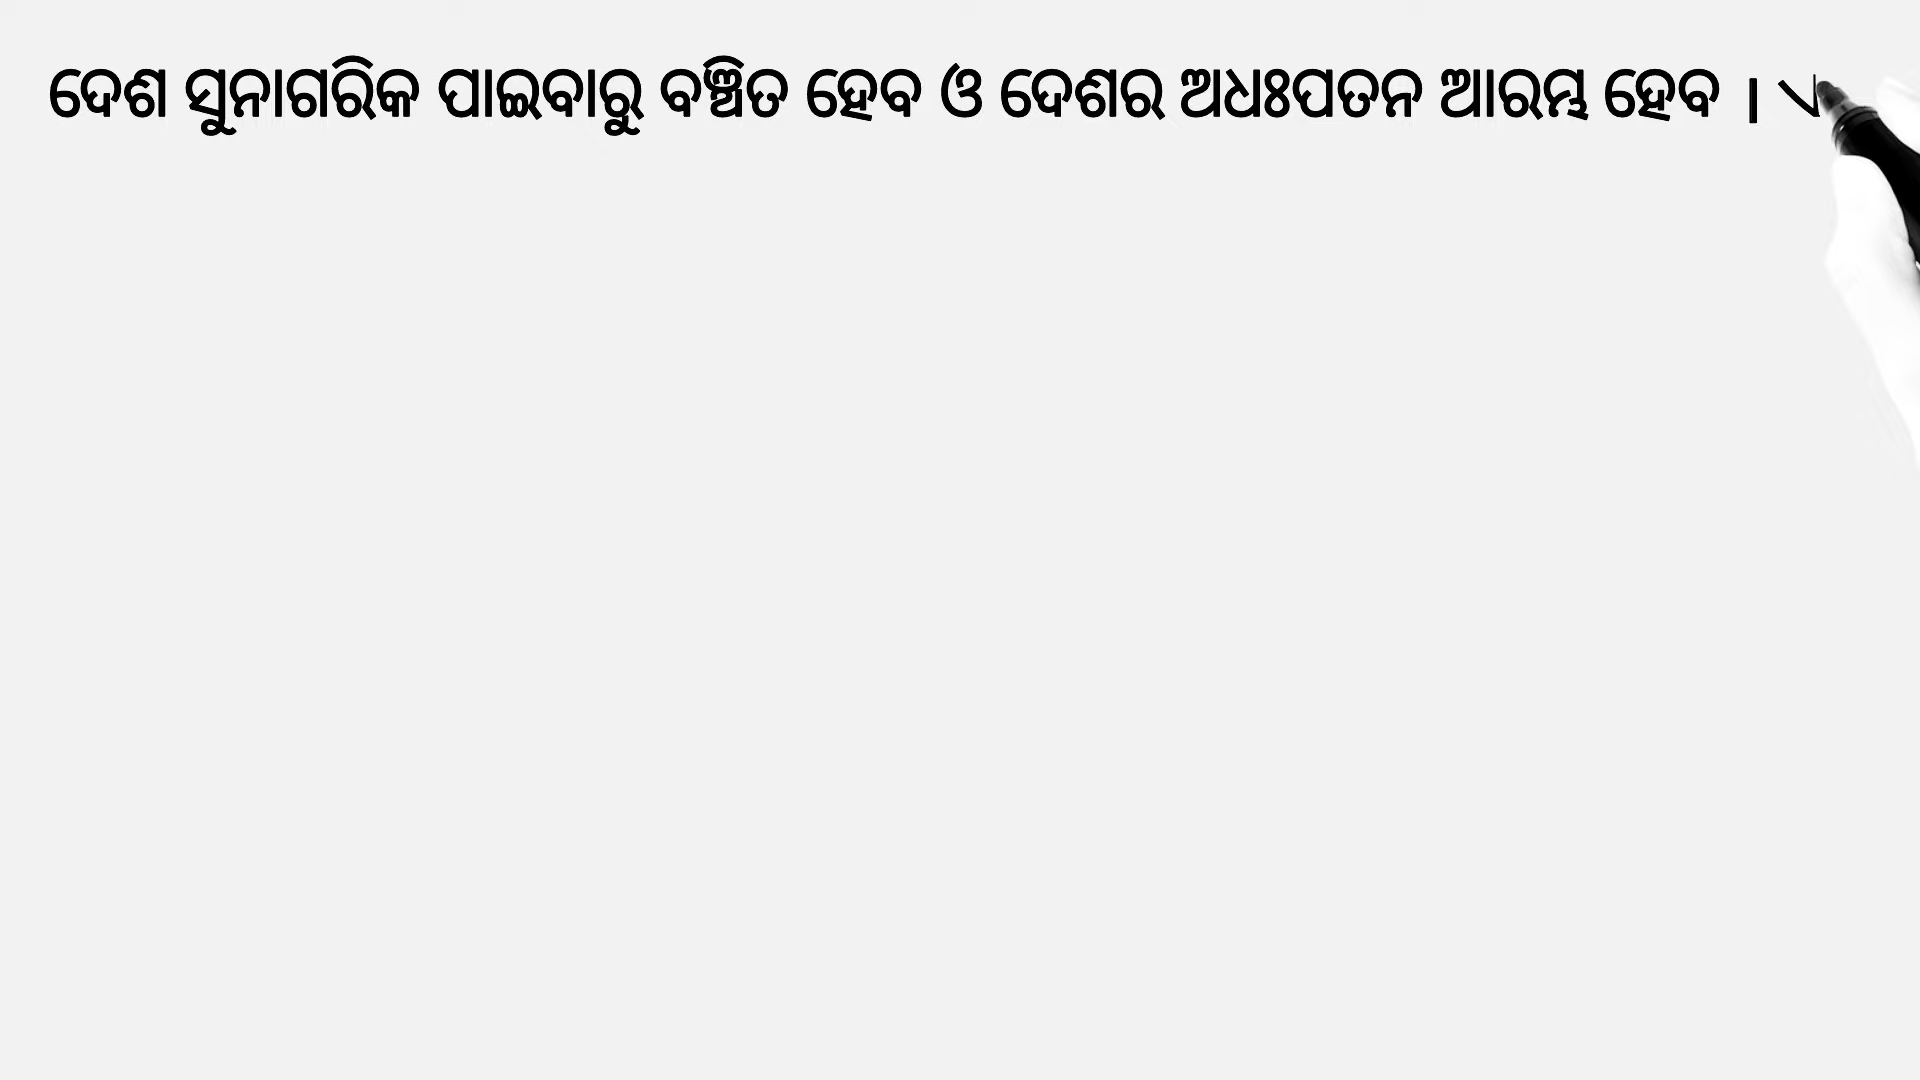 ଦେଶ ସୁନାଗରିକ ପାଇବାରୁ ବଞ୍ଚିତ ହେବ ଓ ଦେଶର ଅଧଃପତନ ଆରମ୍ଭ ହେବ ।